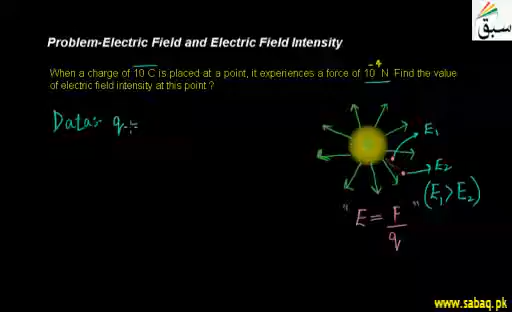 سبق
Problem-Electric Field and Electric Field Intensity
When a charge of 10 C is placed at a point, it experiences a force of 10⁻⁴ N Find the value
of electric field intensity at this point ?
Data:- q :-
E₁
E₂
(E₁ > E₂)
" E = F/q "
www.sabaq.pk